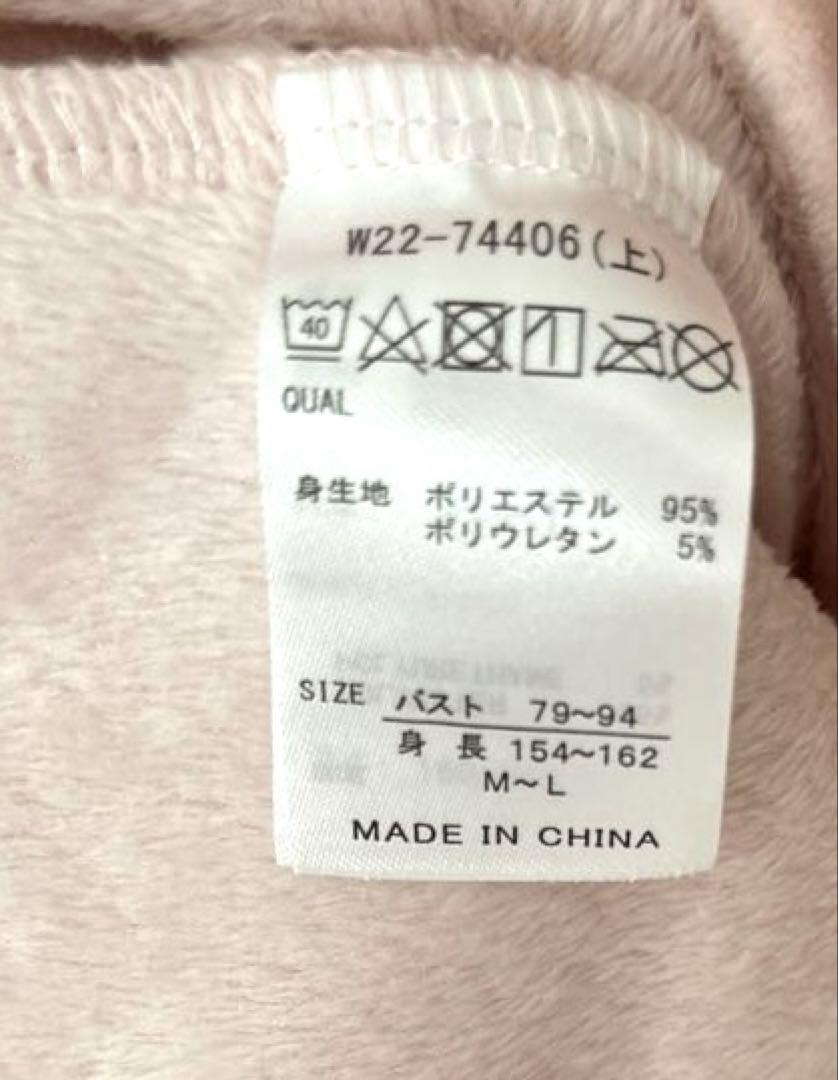 W22-74406(上)
40
QUAL
身生地 ポリエステル 95%
ポリウレタン 5%
SIZE バスト 79~94
身 長 154~162
M~L
MADE IN CHINA